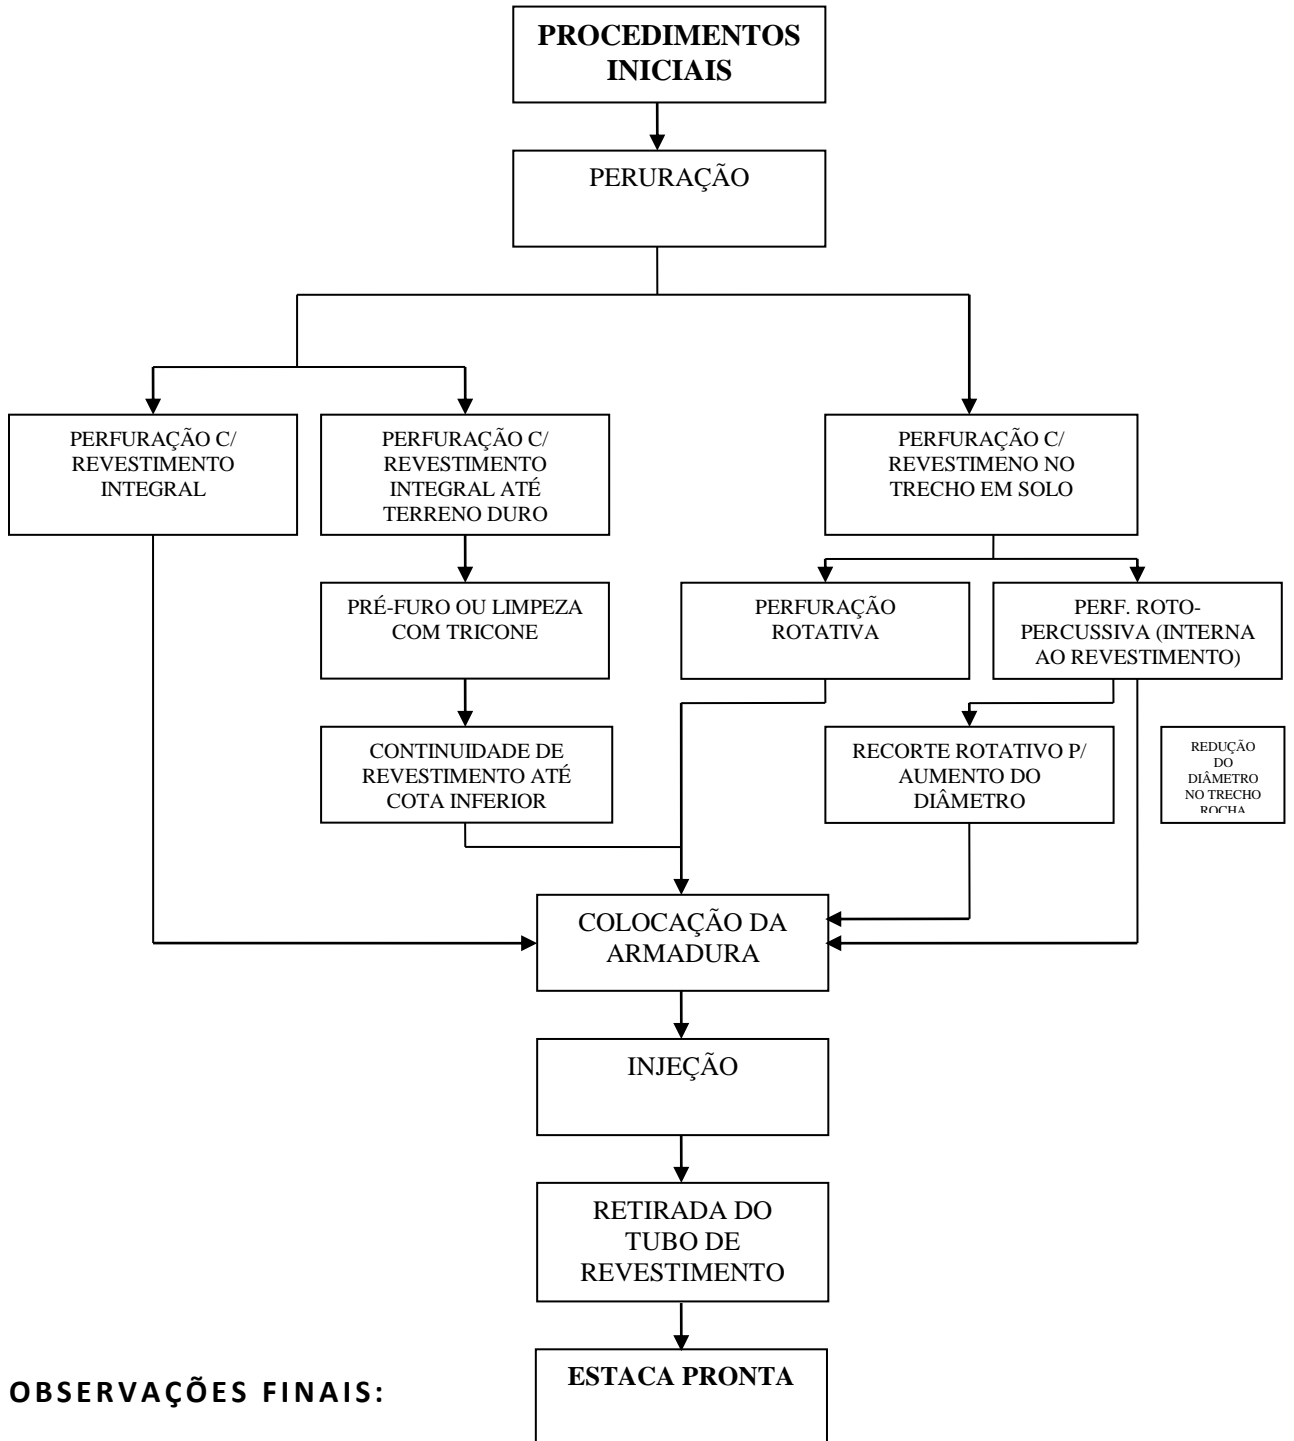 PROCEDIMENTOS
INICIAIS
PERURAÇÃO
PERFURAÇÃO C/
REVESTIMENTO
INTEGRAL
PERFURAÇÃO C/
REVESTIMENTO
INTEGRAL ATÉ
TERRENO DURO
PERFURAÇÃO C/
REVESTIMENO NO
TRECHO EM SOLO
PRÉ-FURO OU LIMPEZA
COM TRICONE
PERFURAÇÃO
ROTATIVA
PERF. ROTO-
PERCUSSIVA (INTERNA
AO REVESTIMENTO)
CONTINUIDADE DE
REVESTIMENTO ATÉ
COTA INFERIOR
RECORTE ROTATIVO P/
AUMENTO DO
DIÂMETRO
REDUÇÃO
DO
DIÂMETRO
NO TRECHO
ROCHA
COLOCAÇÃO DA
ARMADURA
INJEÇÃO
RETIRADA DO
TUBO DE
REVESTIMENTO
ESTACA PRONTA
OBSERVAÇÕES FINAIS: